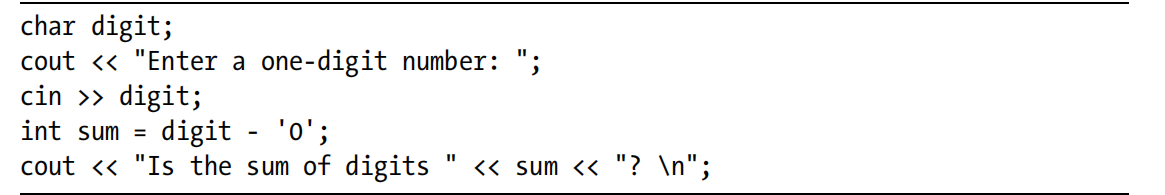 char digit;
cout << "Enter a one-digit number: ";
cin >> digit;
int sum = digit - '0';
cout << "Is the sum of digits " << sum << "? \n";